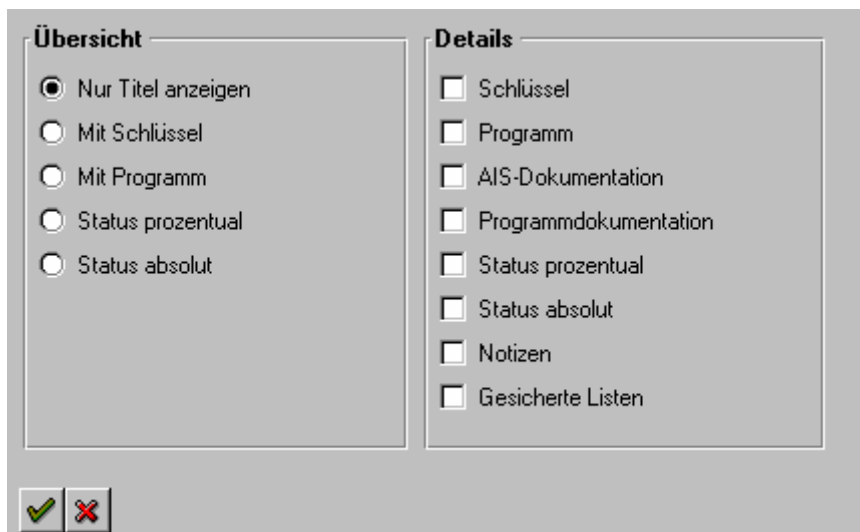 Übersicht
Nur Titel anzeigen
Mit Schlüssel
Mit Programm
Status prozentual
Status absolut
Details
Schlüssel
Programm
AIS-Dokumentation
Programmdokumentation
Status prozentual
Status absolut
Notizen
Gesicherte Listen